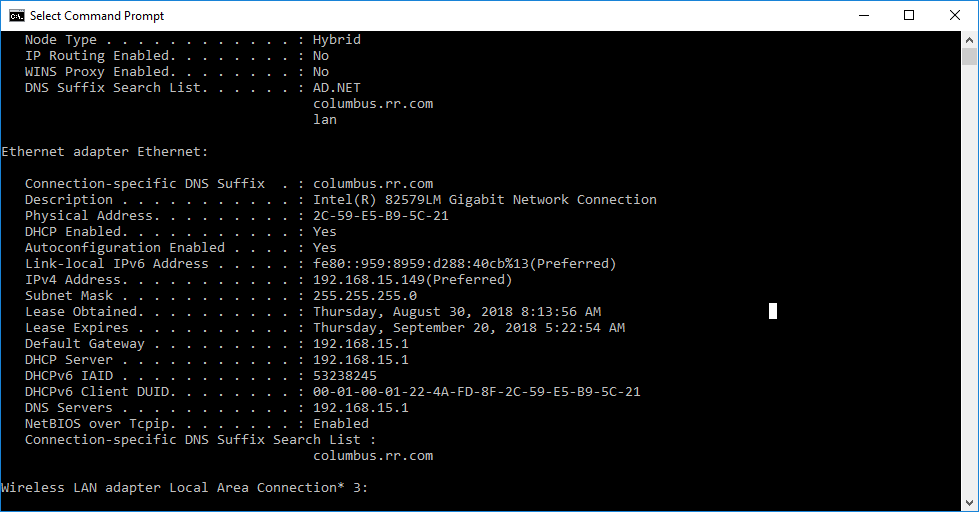 Select Command Prompt
Node Type . . . . . . . . . . . . : Hybrid
IP Routing Enabled. . . . . . . . : No
WINS Proxy Enabled. . . . . . . . : No
DNS Suffix Search List. . . . . . : AD.NET
columbus.rr.com
lan
Ethernet adapter Ethernet:
Connection-specific DNS Suffix  . : columbus.rr.com
Description . . . . . . . . . . . : Intel(R) 82579LM Gigabit Network Connection
Physical Address. . . . . . . . . : 2C-59-E5-B9-5C-21
DHCP Enabled. . . . . . . . . . . : Yes
Autoconfiguration Enabled . . . . : Yes
Link-local IPv6 Address . . . . . : fe80::959:8959:d288:40cb%13(Preferred)
IPv4 Address. . . . . . . . . . . : 192.168.15.149(Preferred)
Subnet Mask . . . . . . . . . . . : 255.255.255.0
Lease Obtained. . . . . . . . . . : Thursday, August 30, 2018 8:13:56 AM
Lease Expires . . . . . . . . . . : Thursday, September 20, 2018 5:22:54 AM
Default Gateway . . . . . . . . . : 192.168.15.1
DHCP Server . . . . . . . . . . . : 192.168.15.1
DHCPv6 IAID . . . . . . . . . . . : 53238245
DHCPv6 Client DUID. . . . . . . . : 00-01-00-01-22-4A-FD-8F-2C-59-E5-B9-5C-21
DNS Servers . . . . . . . . . . . : 192.168.15.1
NetBIOS over Tcpip. . . . . . . . : Enabled
Connection-specific DNS Suffix Search List :
columbus.rr.com
Wireless LAN adapter Local Area Connection* 3: